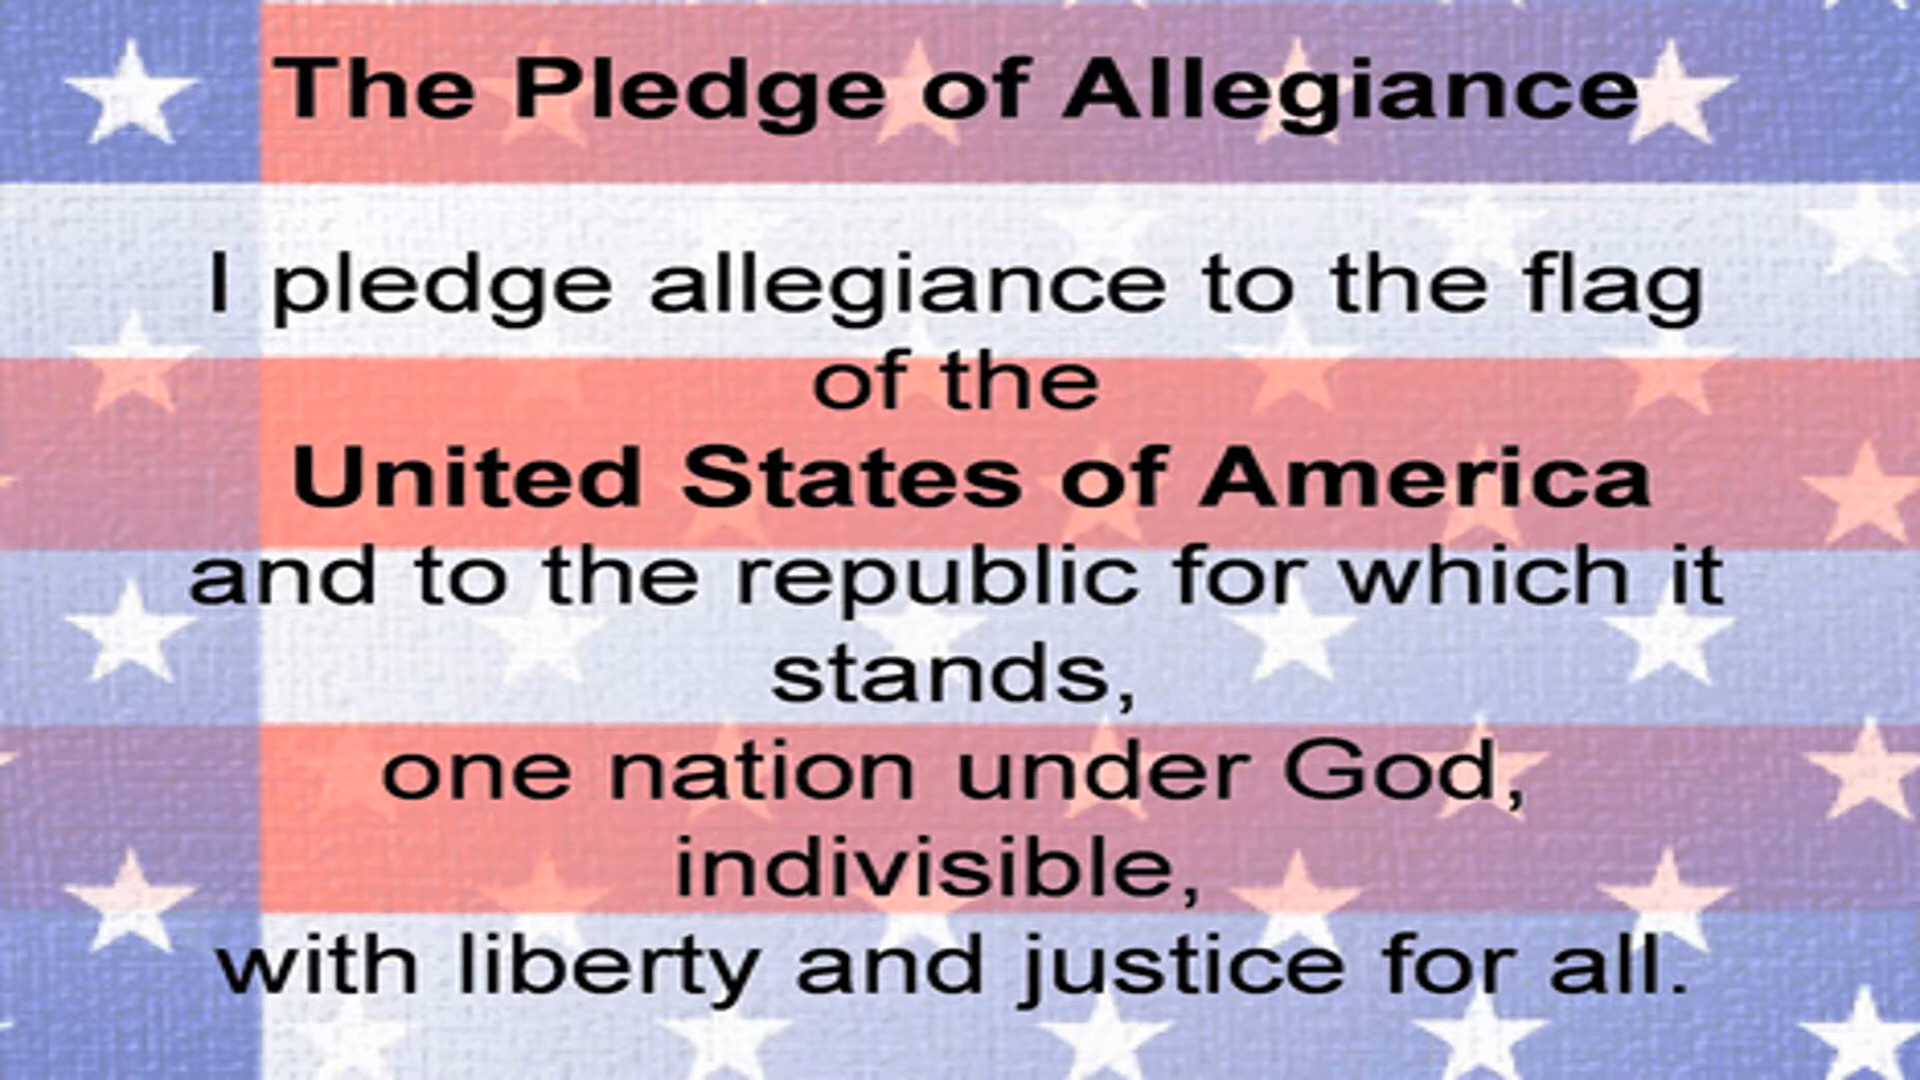 The Pledge of Allegiance
I pledge allegiance to the flag
of the
United States of America
and to the republic for which it
stands,
one nation under God,
indivisible,
with liberty and justice for all.